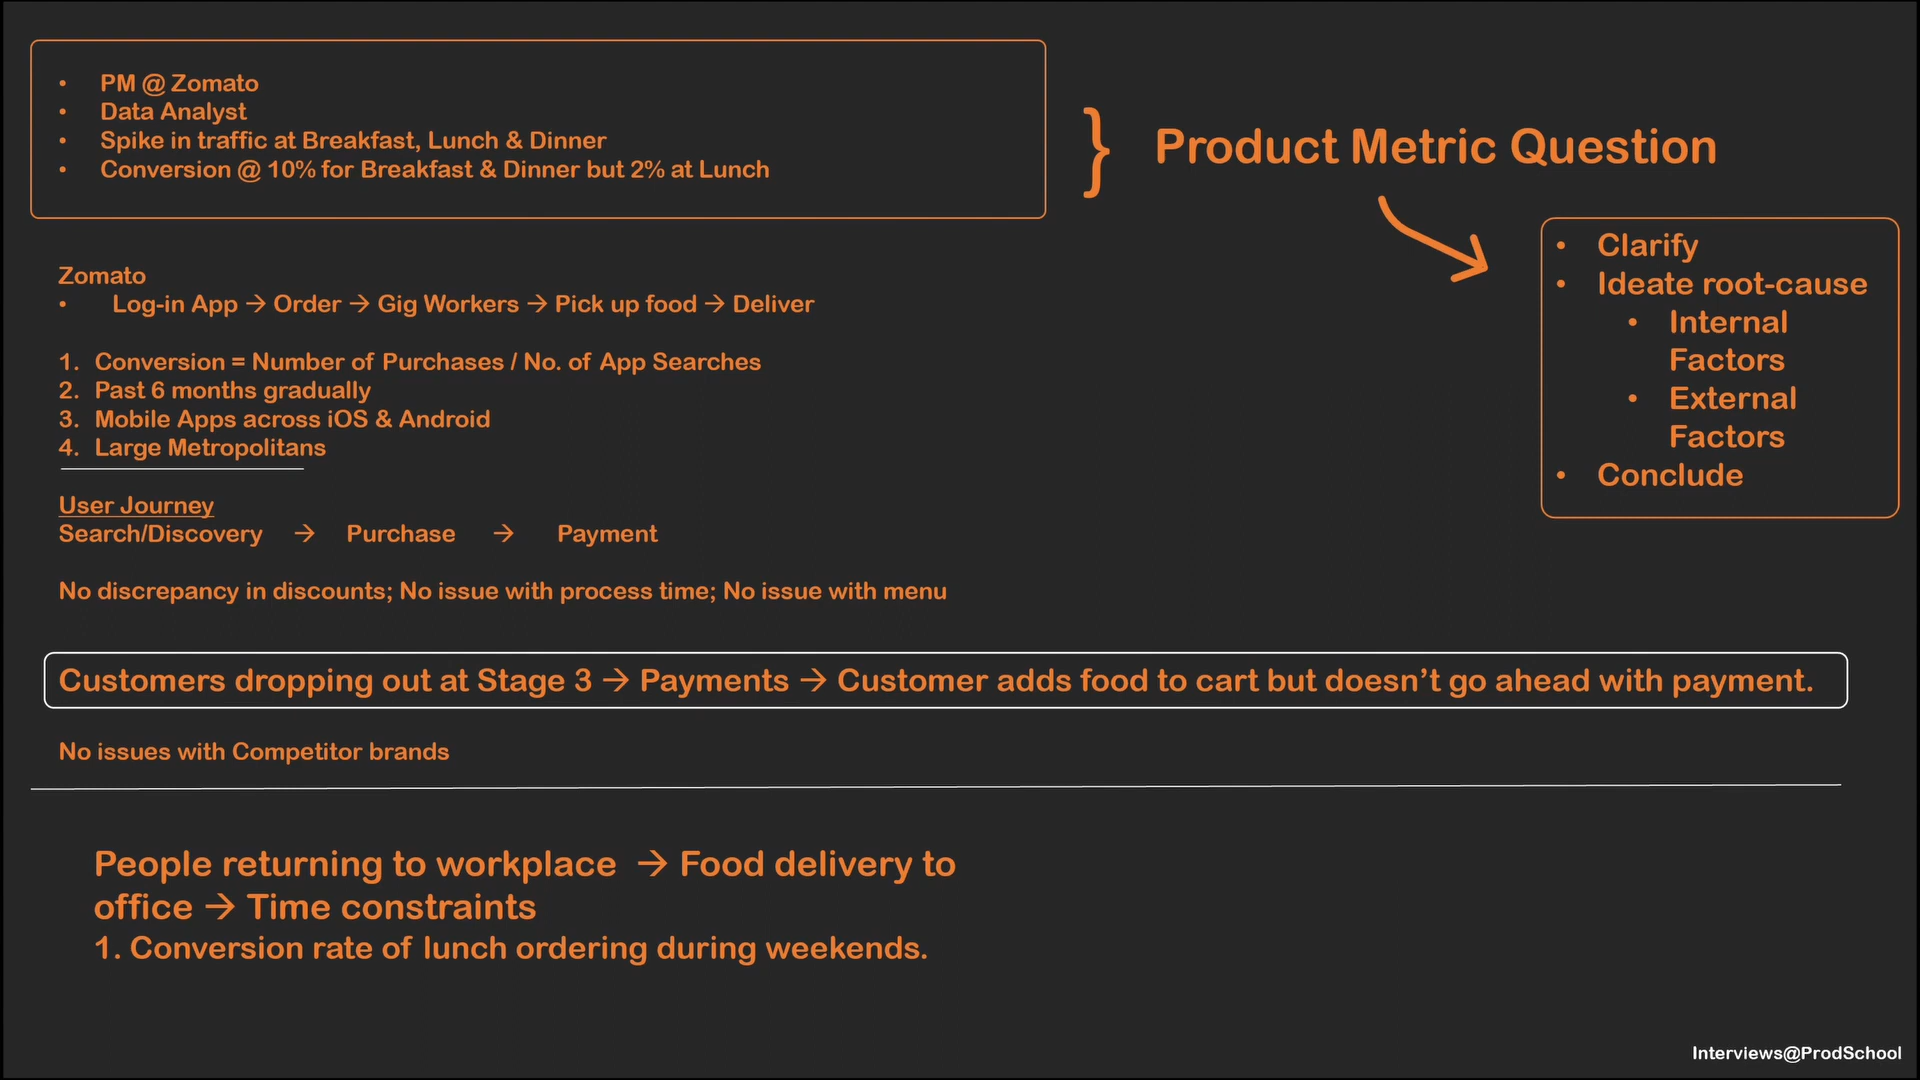 • PM @ Zomato
• Data Analyst
• Spike in traffic at Breakfast, Lunch & Dinner
• Conversion @ 10% for Breakfast & Dinner but 2% at Lunch
} Product Metric Question
• Clarify
• Ideate root-cause
• Internal
Factors
• External
Factors
• Conclude
Zomato
• Log-in App → Order → Gig Workers → Pick up food → Deliver
1. Conversion = Number of Purchases / No. of App Searches
2. Past 6 months gradually
3. Mobile Apps across iOS & Android
4. Large Metropolitans
User Journey
Search/Discovery → Purchase → Payment
No discrepancy in discounts; No issue with process time; No issue with menu
Customers dropping out at Stage 3 → Payments → Customer adds food to cart but doesn't go ahead with payment.
No issues with Competitor brands
People returning to workplace → Food delivery to
office → Time constraints
1. Conversion rate of lunch ordering during weekends.
Interviews@ProdSchool